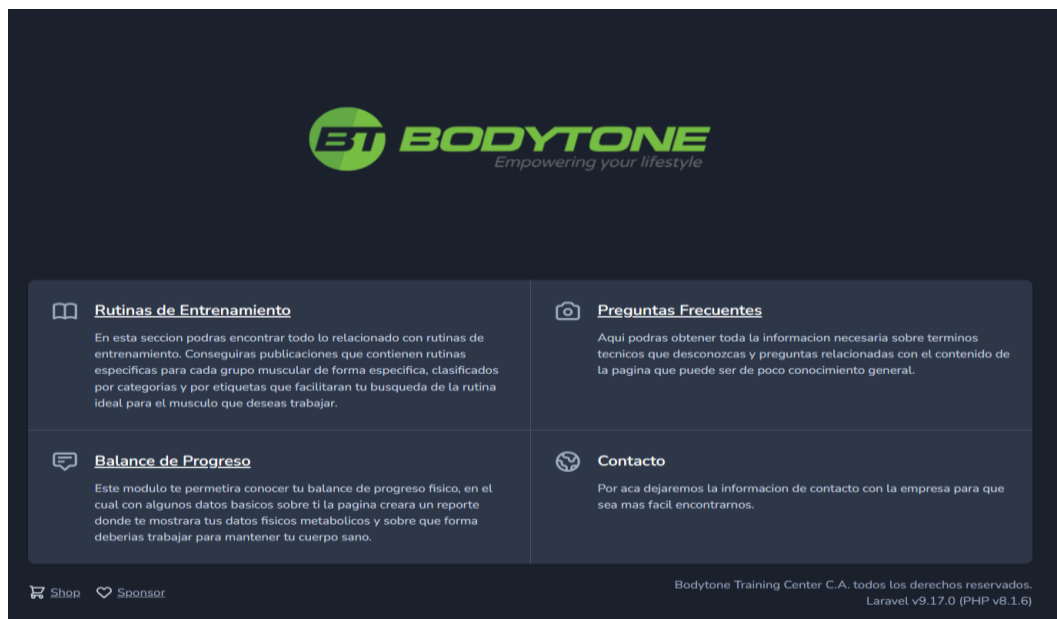 BT BODYTONE
Empowering your lifestyle
Rutinas de Entrenamiento
En esta seccion podras encontrar todo lo relacionado con rutinas de
entrenamiento. Conseguiras publicaciones que contienen rutinas
especificas para cada grupo muscular de forma especifica, clasificados
por categorias y por etiquetas que facilitaran tu busqueda de la rutina
ideal para el musculo que deseas trabajar.
Preguntas Frecuentes
Aqui podras obtener toda la informacion necesaria sobre terminos
tecnicos que desconozcas y preguntas relacionadas con el contenido de
la pagina que puede ser de poco conocimiento general.
Balance de Progreso
Este modulo te permetira conocer tu balance de progreso fisico, en el
cual con algunos datos basicos sobre ti la pagina creara un reporte
donde te mostrara tus datos fisicos metabolicos y sobre que forma
deberias trabajar para mantener tu cuerpo sano.
Contacto
Por aca dejaremos la informacion de contacto con la empresa para que
sea mas facil encontrarnos.
Shop Sponsor
Bodytone Training Center C.A. todos los derechos reservados.
Laravel v9.17.0 (PHP v8.1.6)